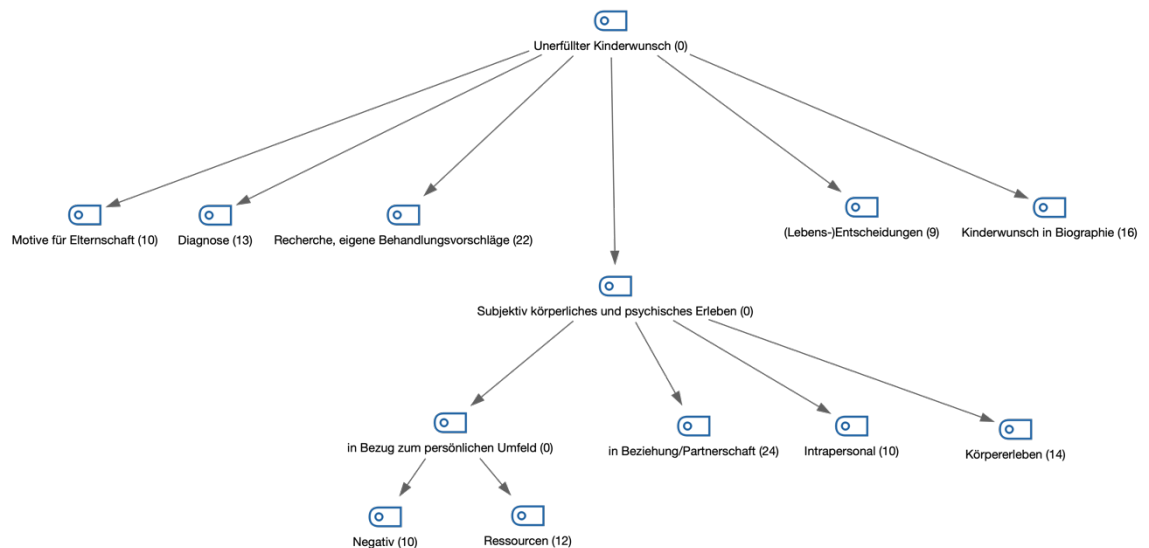 Unerfüllter Kinderwunsch (0)
Motive für Elternschaft (10)
Diagnose (13)
Recherche, eigene Behandlungsvorschläge (22)
(Lebens-)Entscheidungen (9)
Kinderwunsch in Biographie (16)
Subjektiv körperliches und psychisches Erleben (0)
in Bezug zum persönlichen Umfeld (0)
in Beziehung/Partnerschaft (24)
Intrapersonal (10)
Körpererleben (14)
Negativ (10)
Ressourcen (12)